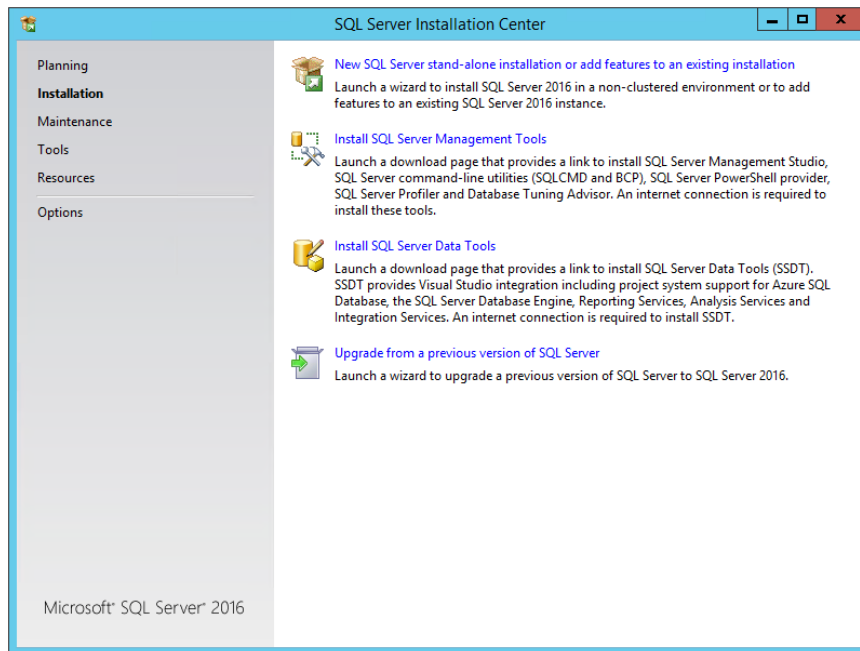 SQL Server Installation Center
Planning
Installation
Maintenance
Tools
Resources
Options
New SQL Server stand-alone installation or add features to an existing installation
Launch a wizard to install SQL Server 2016 in a non-clustered environment or to add
features to an existing SQL Server 2016 instance.
Install SQL Server Management Tools
Launch a download page that provides a link to install SQL Server Management Studio,
SQL Server command-line utilities (SQLCMD and BCP), SQL Server PowerShell provider,
SQL Server Profiler and Database Tuning Advisor. An internet connection is required to
install these tools.
Install SQL Server Data Tools
Launch a download page that provides a link to install SQL Server Data Tools (SSDT).
SSDT provides Visual Studio integration including project system support for Azure SQL
Database, the SQL Server Database Engine, Reporting Services, Analysis Services and
Integration Services. An internet connection is required to install SSDT.
Upgrade from a previous version of SQL Server
Launch a wizard to upgrade a previous version of SQL Server to SQL Server 2016.
Microsoft® SQL Server® 2016